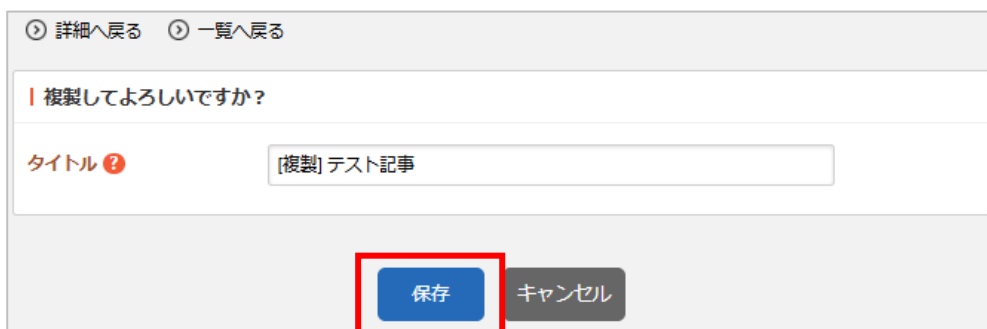 詳細へ戻る 一覧へ戻る
複製してよろしいですか？
タイトル ? [複製] テスト記事
保存 キャンセル